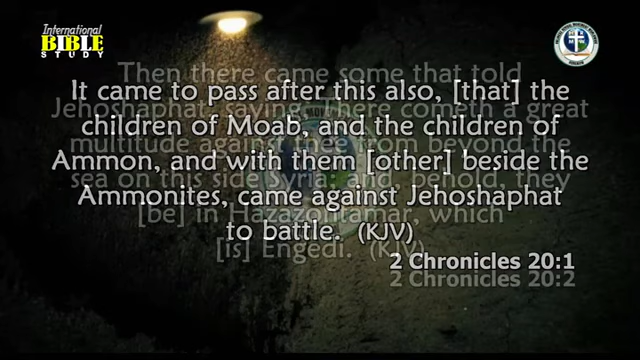 International
BIBLE
STUDY
It came to pass after this also, [that] the
children of Moab, and the children of
Ammon, and with them [other] beside the
Ammonites, came against Jehoshaphat
to battle. (KJV)
2 Chronicles 20:1
Then there came some that told
Jehoshaphat, saying, There cometh a great
multitude against thee from beyond the
sea on this side Syria; and, behold, they
[be] in Hazazontamar, which
[is] Engedi. (KJV)
2 Chronicles 20:2